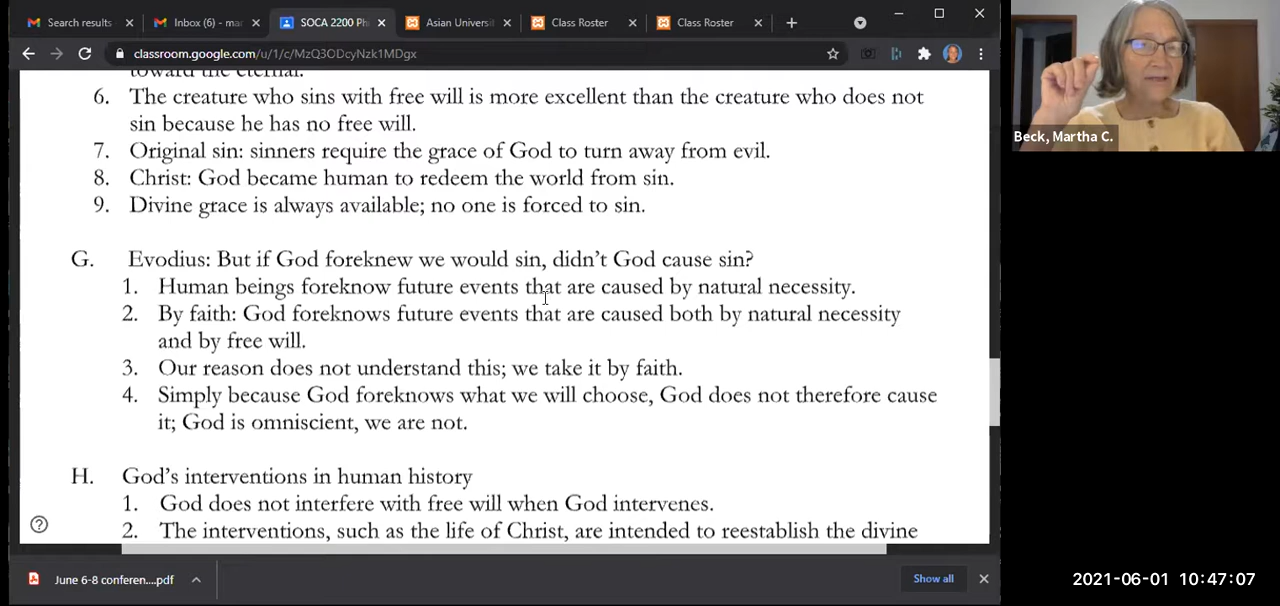 Search results
Inbox (6) - ma
SOCA 2200 Ph
Asian Universit
Class Roster
Class Roster
classroom.google.com/u/1/c/MzQ3ODcyNzk1MDgx
Beck, Martha C.
toward the eternal.
6. The creature who sins with free will is more excellent than the creature who does not
sin because he has no free will.
7. Original sin: sinners require the grace of God to turn away from evil.
8. Christ: God became human to redeem the world from sin.
9. Divine grace is always available; no one is forced to sin.
G. Evodius: But if God foreknew we would sin, didn't God cause sin?
1. Human beings foreknow future events that are caused by natural necessity.
2. By faith: God foreknows future events that are caused both by natural necessity
and by free will.
3. Our reason does not understand this; we take it by faith.
4. Simply because God foreknows what we will choose, God does not therefore cause
it; God is omniscient, we are not.
H. God's interventions in human history
1. God does not interfere with free will when God intervenes.
2. The interventions, such as the life of Christ, are intended to reestablish the divine
June 6-8 conferen....pdf
Show all
2021-06-01 10:47:07